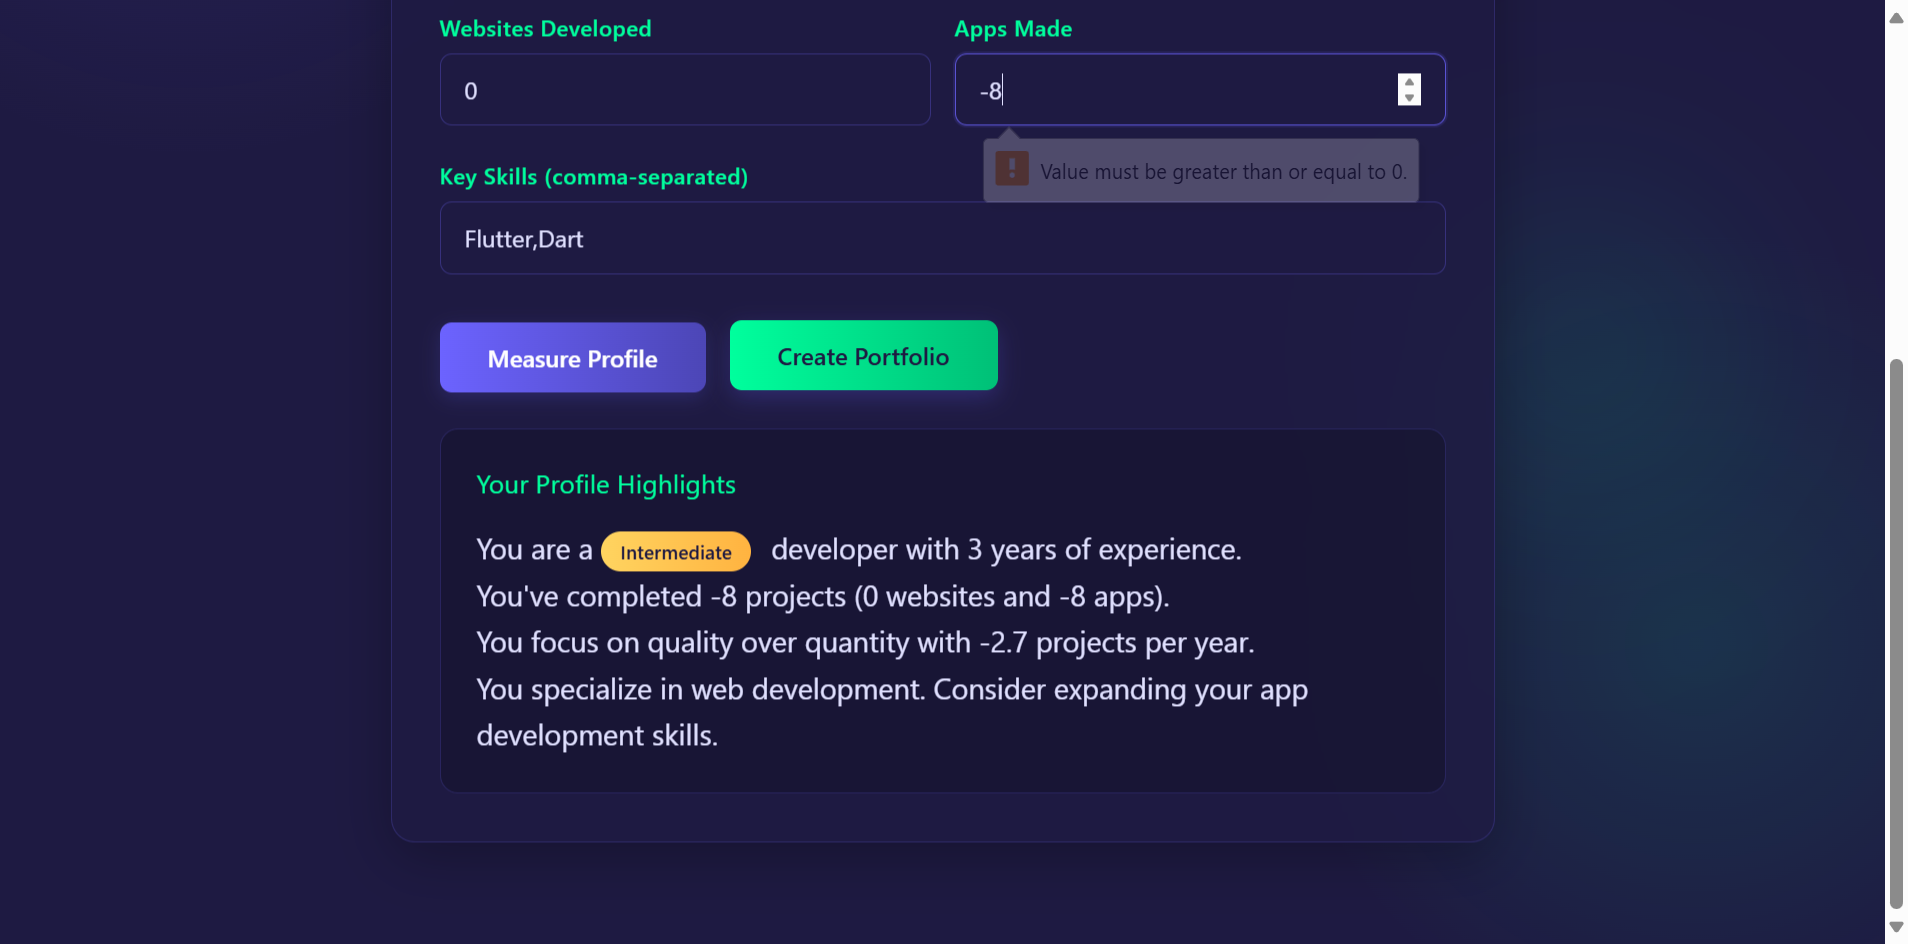 Websites Developed
Apps Made
0
-8
Value must be greater than or equal to 0.
Key Skills (comma-separated)
Flutter,Dart
Measure Profile
Create Portfolio
Your Profile Highlights
You are a Intermediate developer with 3 years of experience.
You've completed -8 projects (0 websites and -8 apps).
You focus on quality over quantity with -2.7 projects per year.
You specialize in web development. Consider expanding your app
development skills.